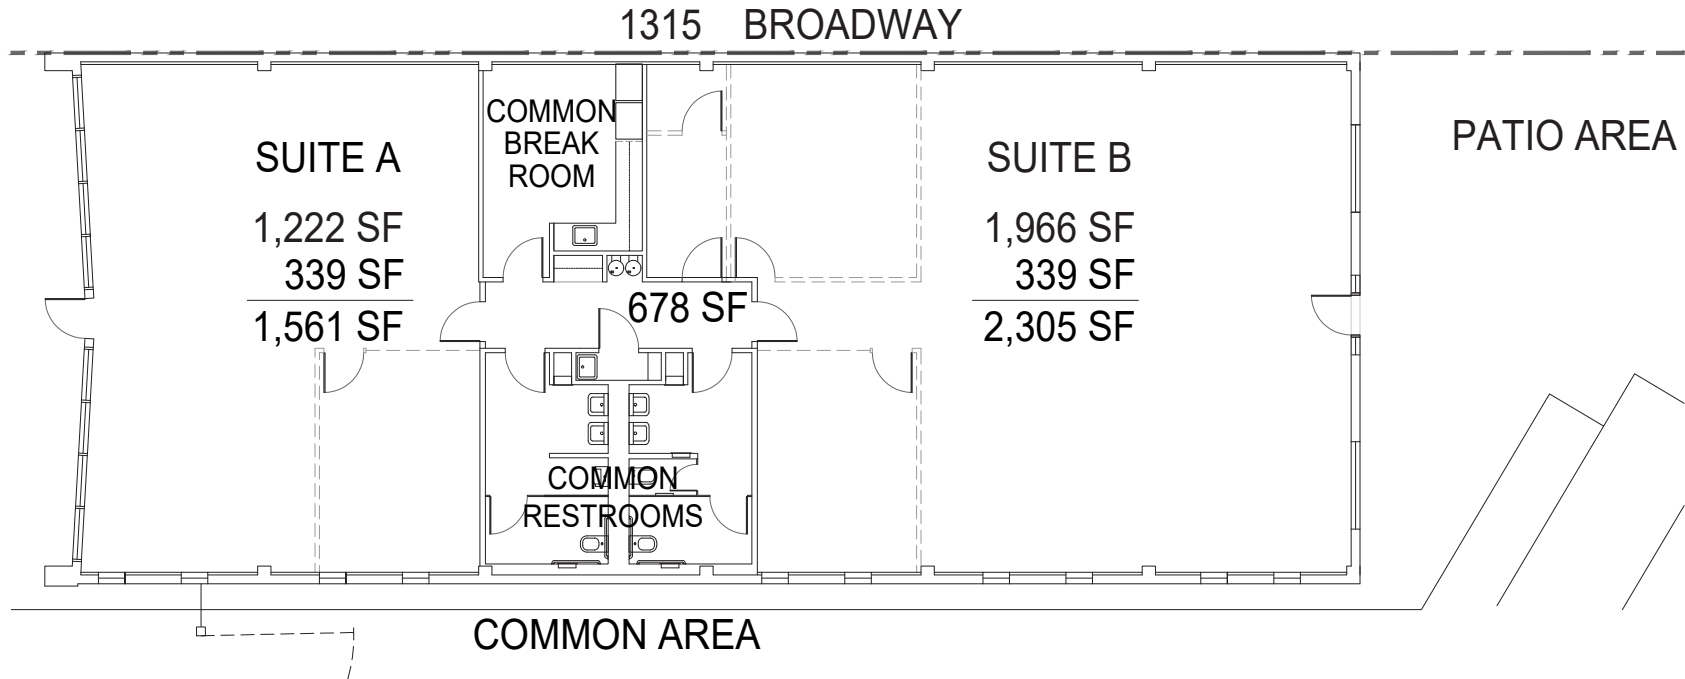 1315 BROADWAY
COMMON
BREAK
ROOM
PATIO AREA
SUITE A
1,222 SF
339 SF
1,561 SF
SUITE B
1,966 SF
339 SF
2,305 SF
678 SF
COMMON
RESTROOMS
COMMON AREA